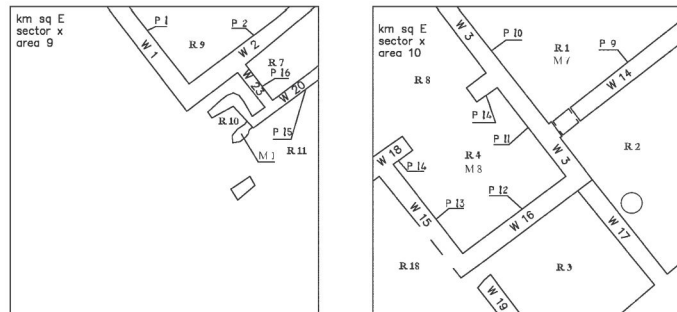 km sq E
sector x
area 9
P 1
P 2
W 1
R 9
W 2
R 7
P 16
W 23
W 20
R 10
P 15
M 1
R 11
km sq E
sector x
area 10
W 3
P 10
R 1
M 7
P 9
R 8
W 14
P 14
P 11
R 4
M 8
W 3
R 2
W 18
P 14
P 12
P 13
W 15
W 16
W 17
R 18
R 3
W 19